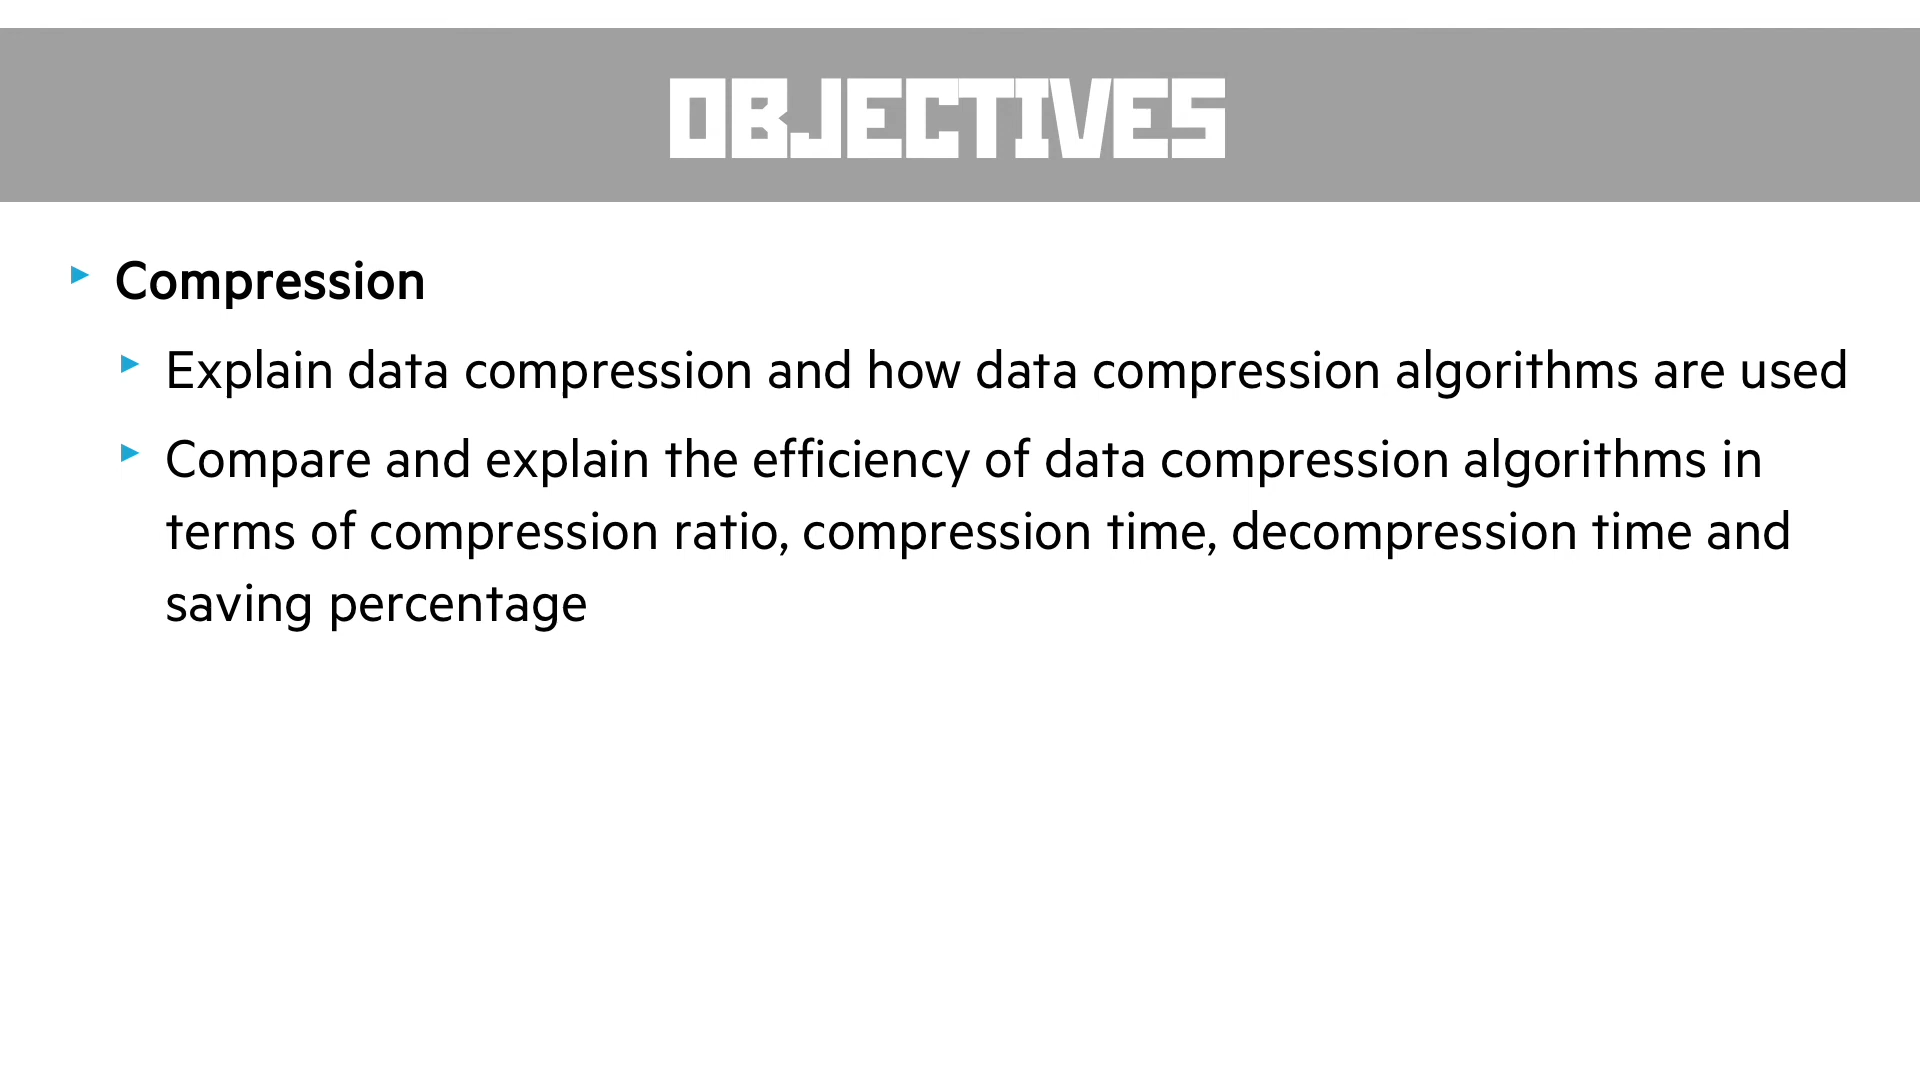 OBJECTIVES
Compression
Explain data compression and how data compression algorithms are used
Compare and explain the efficiency of data compression algorithms in
terms of compression ratio, compression time, decompression time and
saving percentage